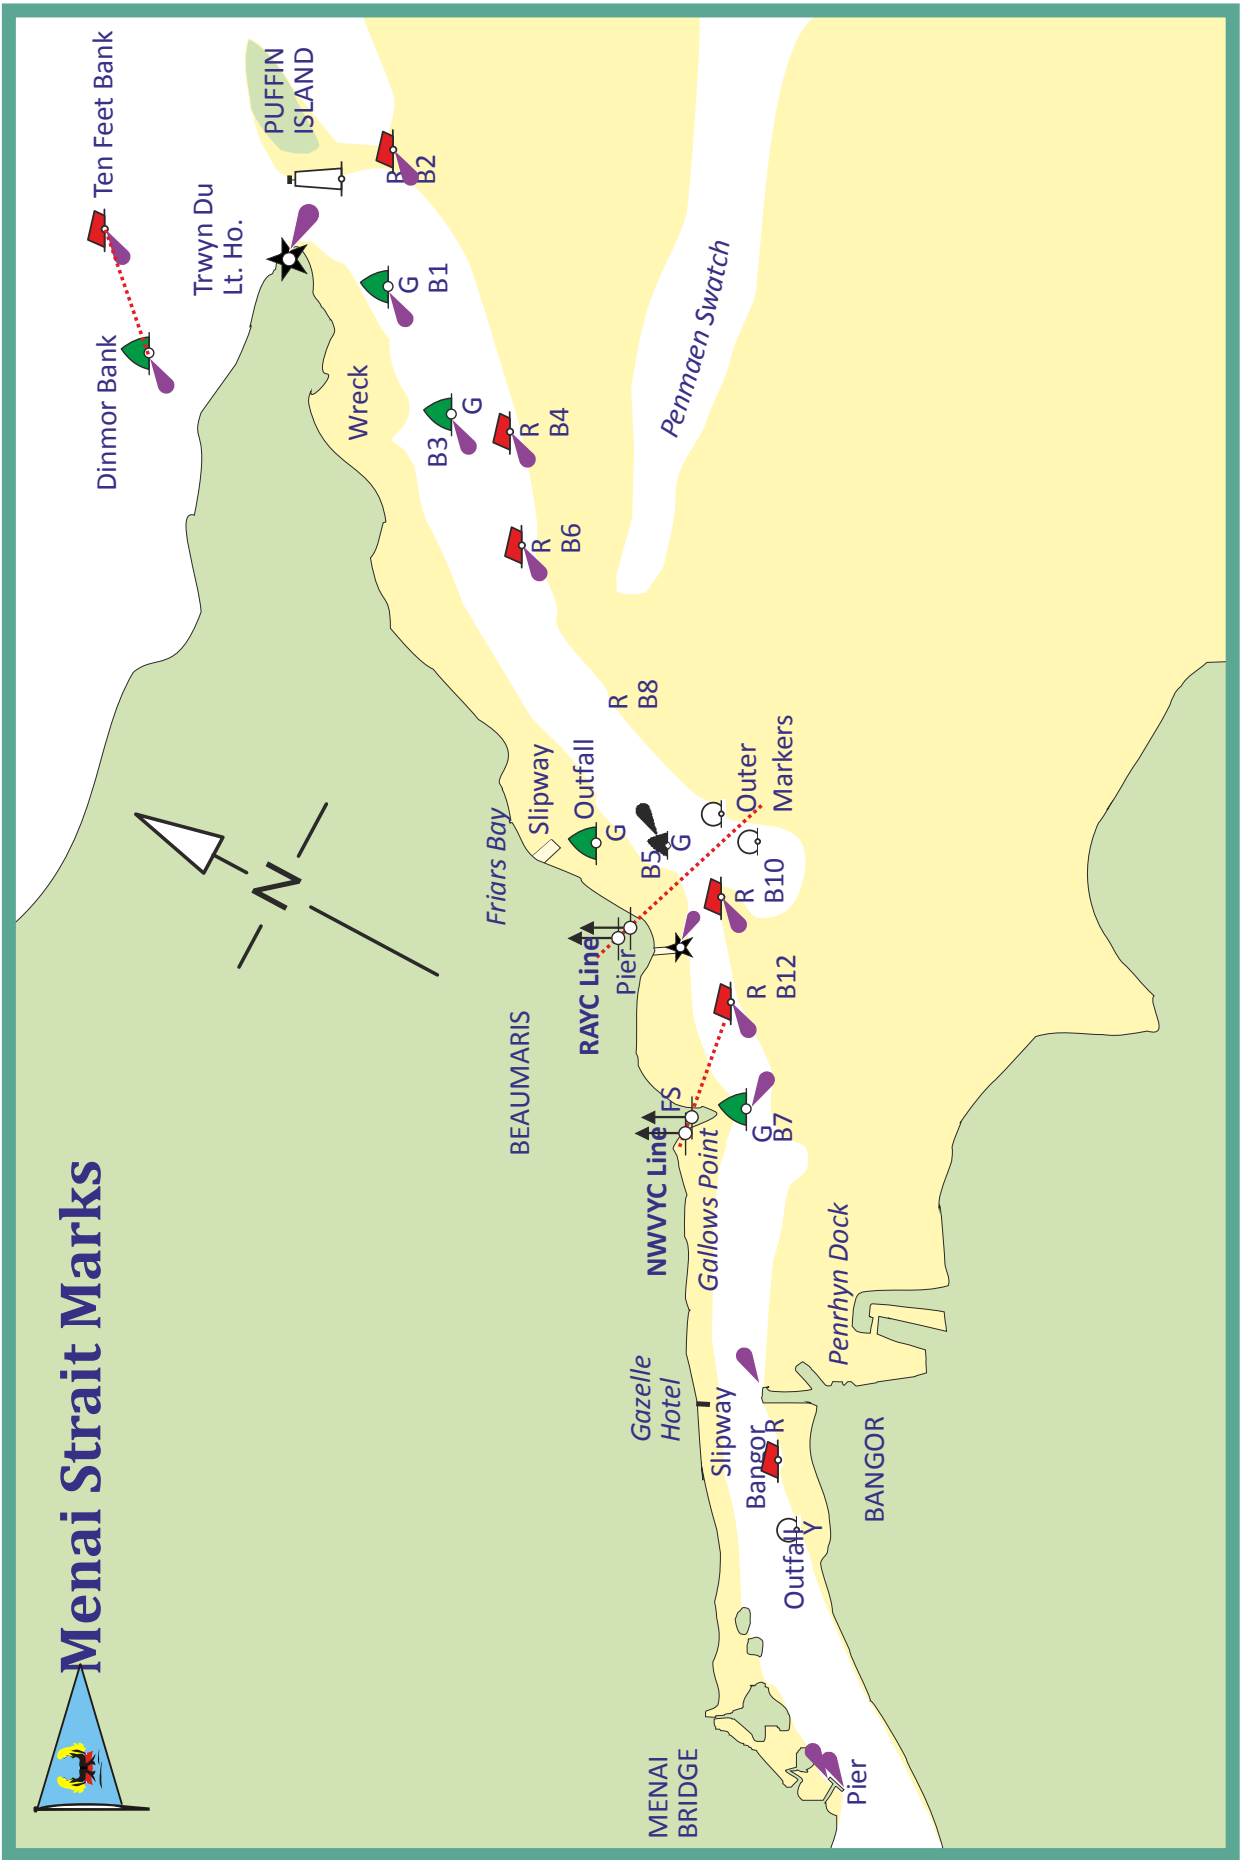 Menai Strait Marks
Dinmor Bank
Ten Feet Bank
Trwyn Du
Lt. Ho.
PUFFIN
ISLAND
R
B2
G
B1
Wreck
B3
G
R
B4
R
B6
Penmaen Swatch
R
B8
Friars Bay
Slipway
Outfall
G
B5
G
Outer
Markers
N
R
B10
RAYC Line
Pier
BEAUMARIS
R
B12
FS
NWVYC Line
Gallows Point
G
B7
Gazelle
Hotel
Slipway
Penrhyn Dock
Bangor
R
BANGOR
Outfall
Y
MENAI
BRIDGE
Pier